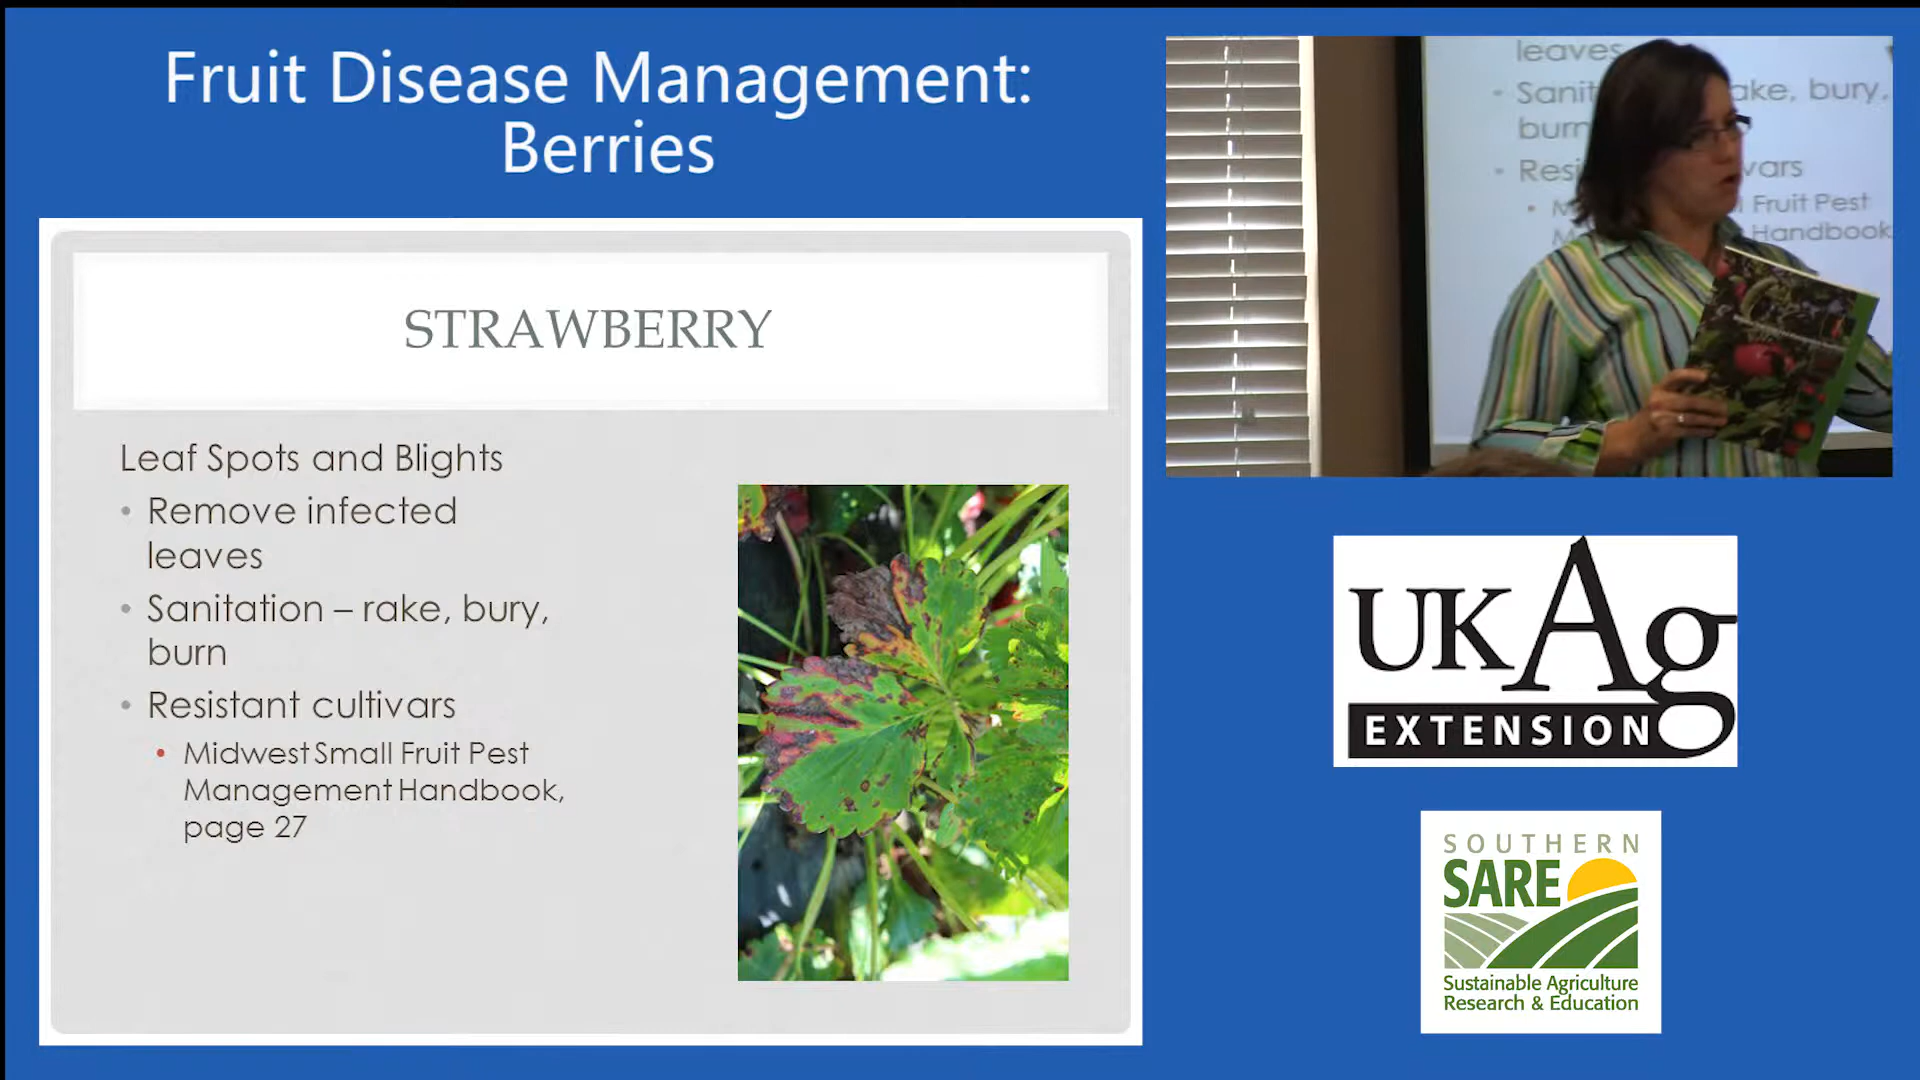 Fruit Disease Management:
Berries
STRAWBERRY
Leaf Spots and Blights
• Remove infected
leaves
• Sanitation – rake, bury,
burn
• Resistant cultivars
• Midwest Small Fruit Pest
Management Handbook,
page 27
leaves
• Sanit ake, bury,
burn
• Resi vars
• M l Fruit Pest
M Handbook
UKAg
EXTENSION
SOUTHERN
SARE
Sustainable Agriculture
Research & Education